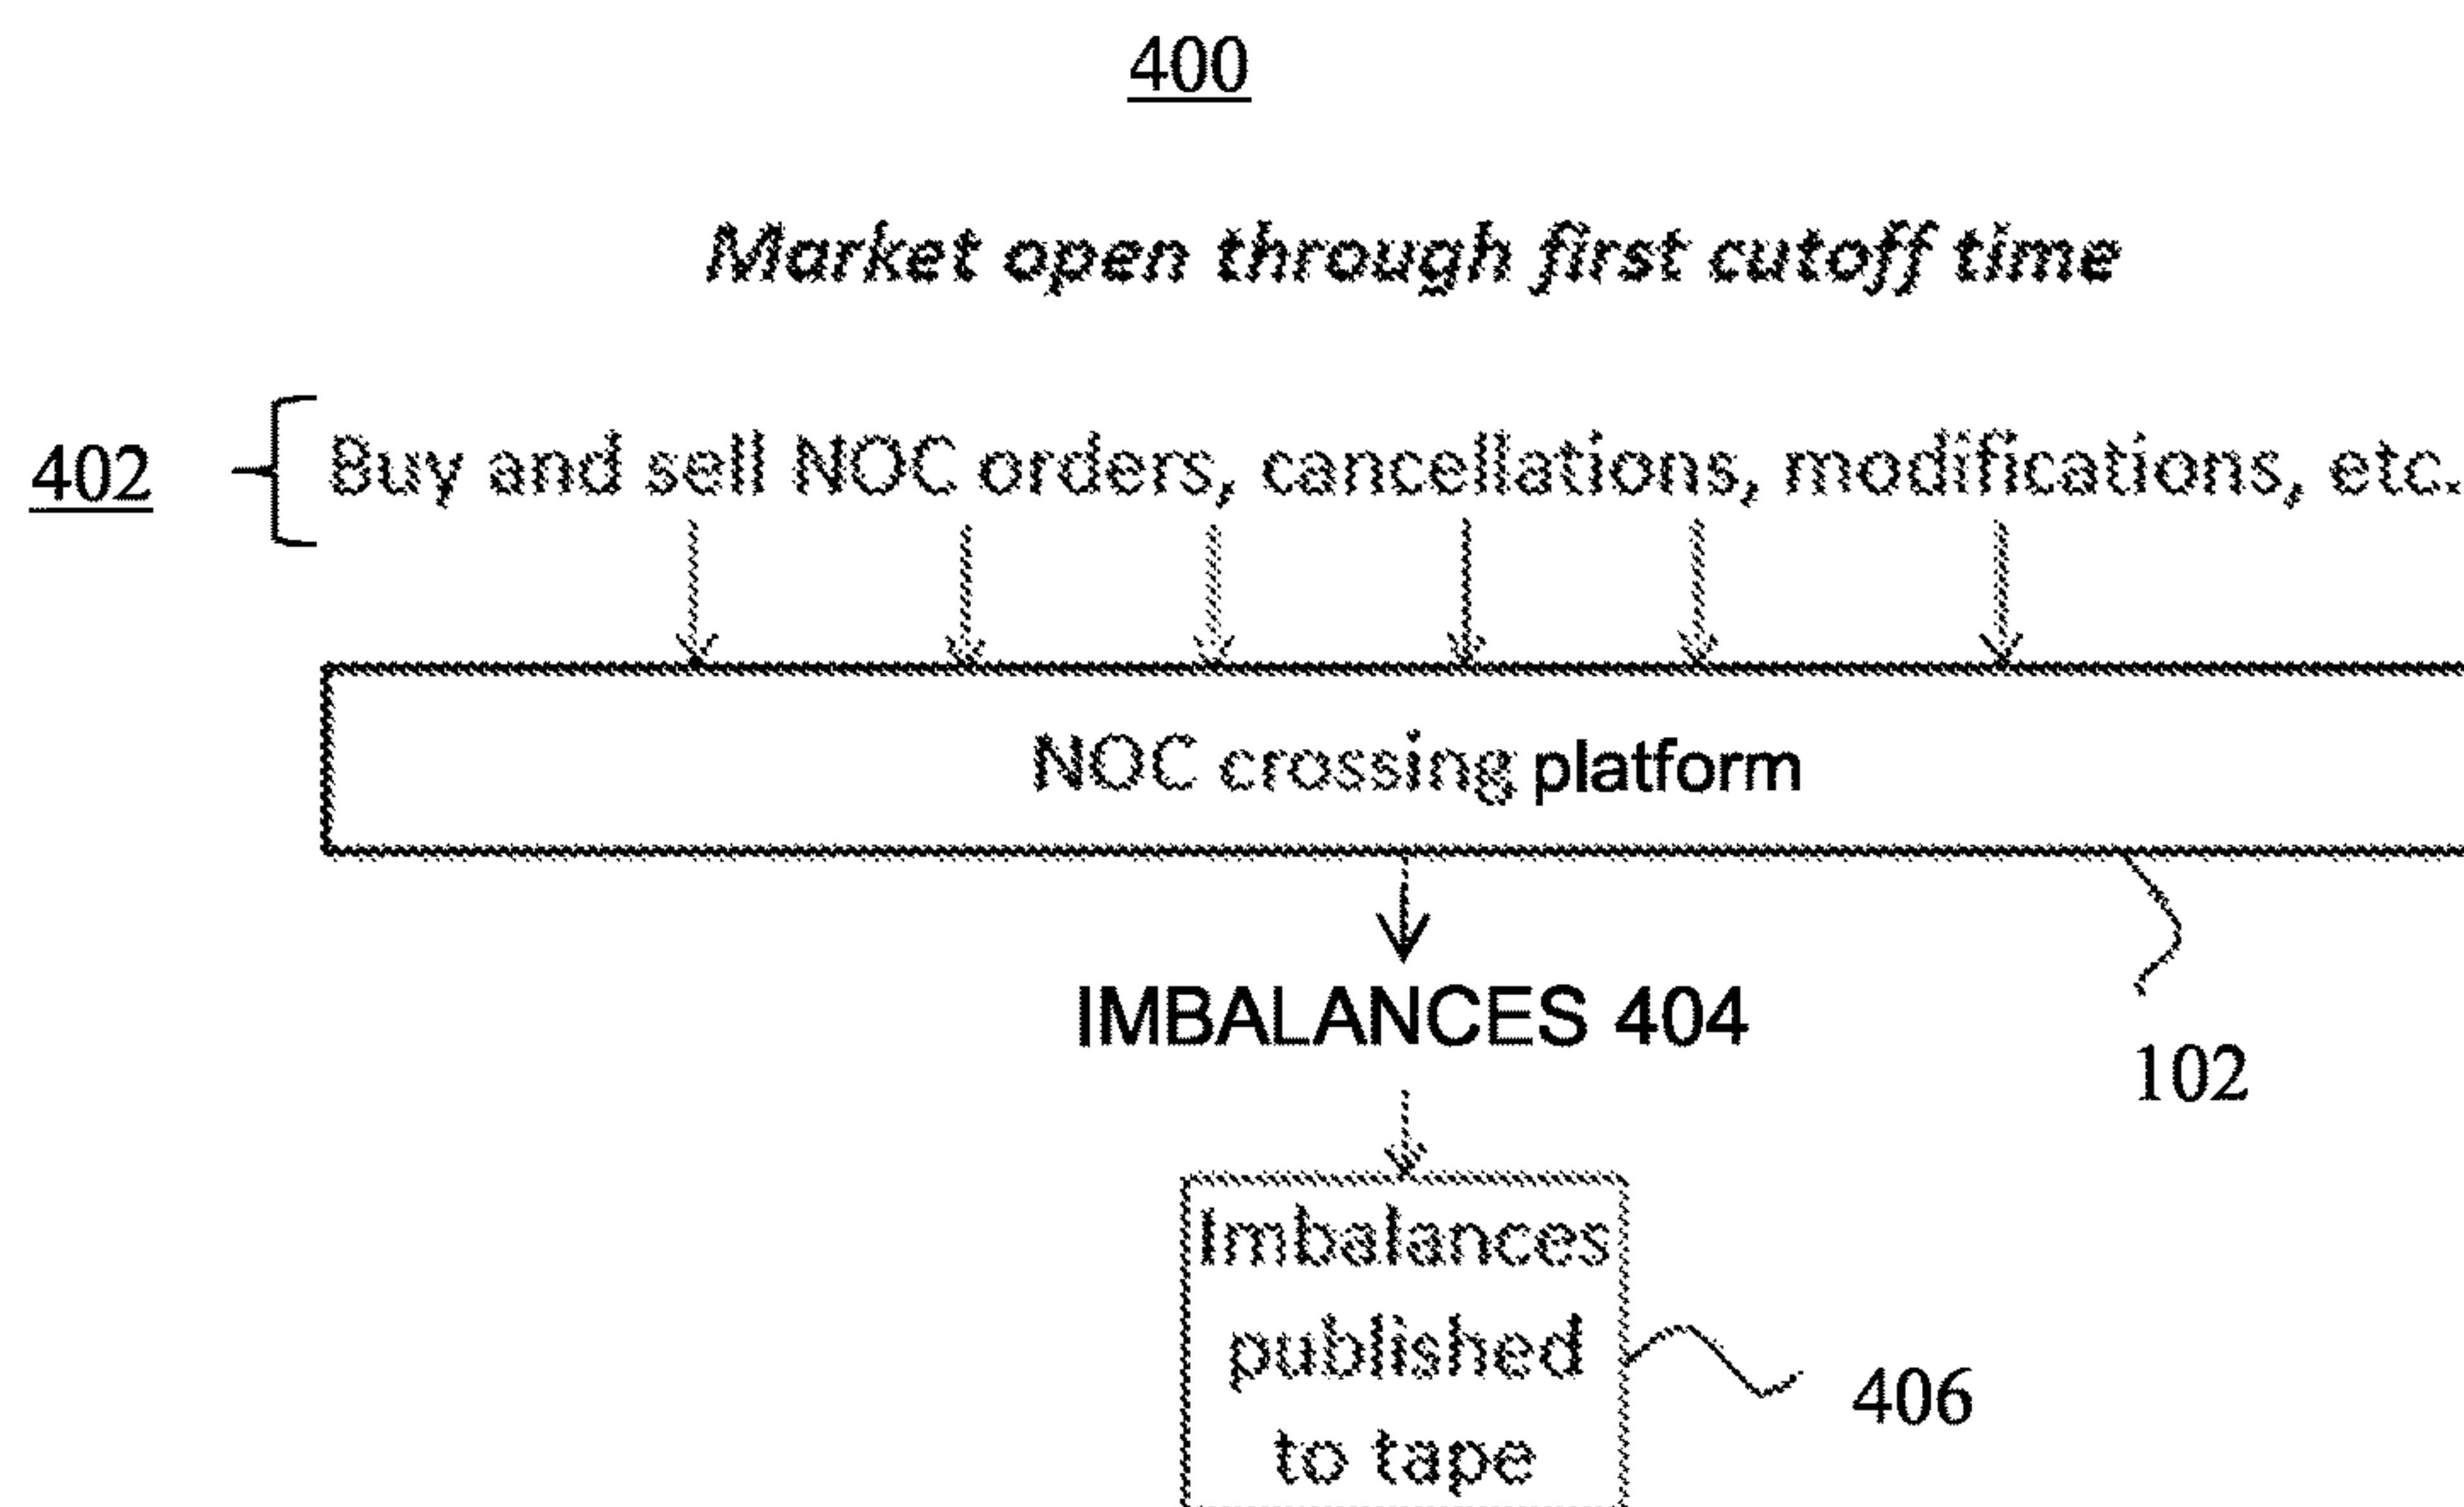 400
Market open through first cutoff time
402
Buy and sell NOC orders, cancellations, modifications, etc.
NOC crossing platform
IMBALANCES 404
102
Imbalances
published
406
to tape